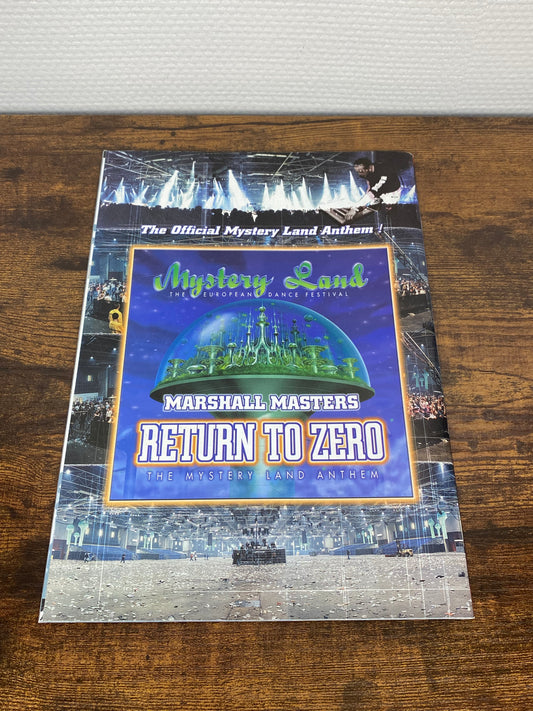 The Official Mystery Land Anthem !
Mystery Land
THE EUROPEAN DANCE FESTIVAL
MARSHALL MASTERS
RETURN TO ZERO
THE MYSTERY LAND ANTHEM